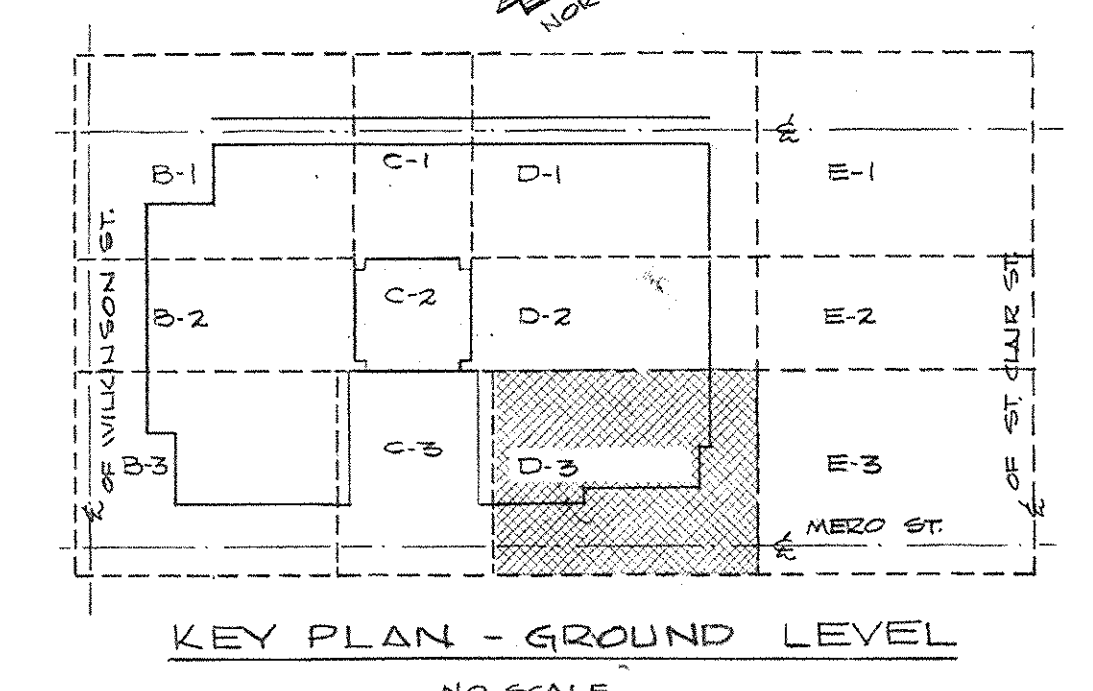 NOR
B-1
C-1
D-1
E-1
℄ OF WILKINSON ST.
B-2
C-2
D-2
E-2
℄ OF ST. CLAIR ST.
B-3
C-3
D-3
E-3
℄
℄ MERO ST.
KEY PLAN - GROUND LEVEL
NO SCALE